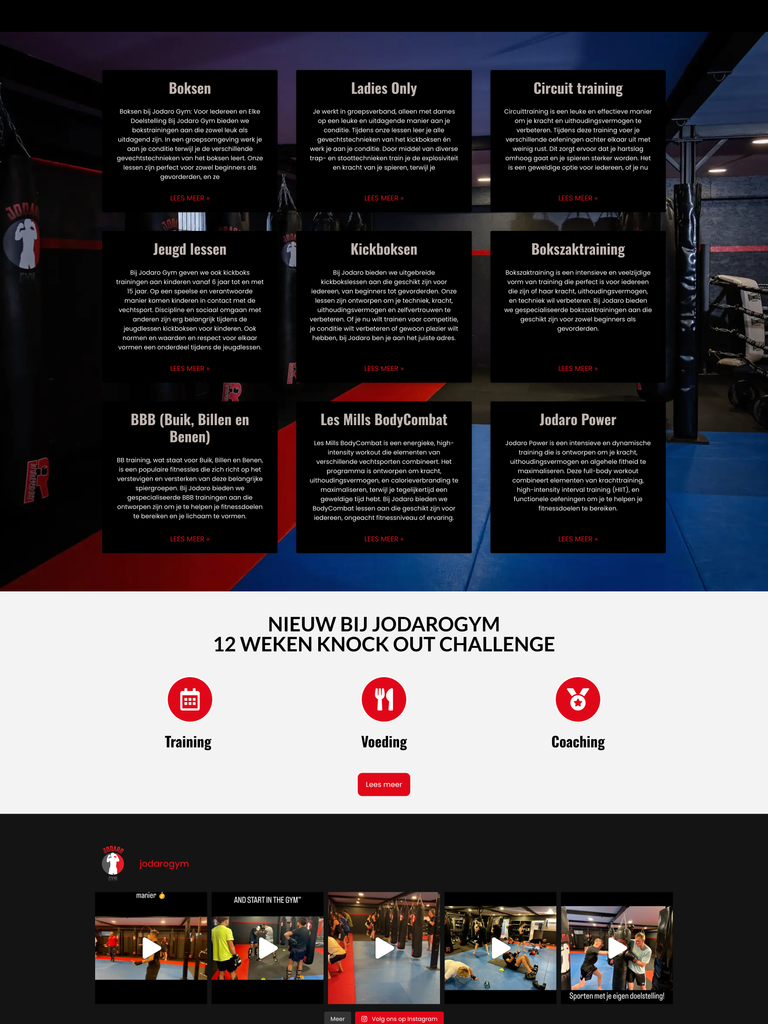 Boksen
Boksen bij Jodaro Gym: Voor Iedereen en Elke
Doelstelling Bij Jodaro Gym bieden we
bokstrainingen aan die zowel leuk als
uitdagend zijn. In een groepsomgeving werk je
aan je conditie terwijl je de verschillende
gevechtstechnieken van het boksen leert. Onze
lessen zijn perfect voor zowel beginners als
gevorderden, en ze
LEES MEER »
Ladies Only
Je werkt in groepsverband, alleen met dames
op een leuke en uitdagende manier aan je
conditie. Tijdens onze lessen leer je alle
gevechtstechnieken van het kickboksen én
werk je aan je conditie. Door middel van diverse
trap- en stoottechnieken train je de explosiviteit
en kracht van je spieren, terwijl je
LEES MEER »
Circuit training
Circuittraining is een leuke en effectieve manier
om je kracht en uithoudingsvermogen te
verbeteren. Tijdens deze training voer je
verschillende oefeningen achter elkaar uit met
weinig rust. Dit zorgt ervoor dat je hartslag
omhoog gaat en je spieren sterker worden. Het
is een geweldige optie voor iedereen, of je nu
LEES MEER »
Jeugd lessen
Bij Jodaro Gym geven we ook kickboks
trainingen aan kinderen vanaf 6 jaar tot en met
15 jaar. Op een speelse en verantwoorde
manier komen kinderen in contact met de
vechtsport. Discipline en sociaal omgaan met
anderen zijn erg belangrijk tijdens de
jeugdlessen kickboksen voor kinderen. Ook
normen en waarden en respect voor elkaar
vormen een onderdeel tijdens de jeugdlessen.
LEES MEER »
Kickboksen
Bij Jodaro bieden we uitgebreide
kickbokslessen aan die geschikt zijn voor
iedereen, van beginners tot gevorderden. Onze
lessen zijn ontworpen om je techniek, kracht,
uithoudingsvermogen en zelfvertrouwen te
verbeteren. Of je nu wilt trainen voor competitie,
je conditie wilt verbeteren of gewoon plezier wilt
hebben, bij Jodaro ben je aan het juiste adres.
LEES MEER »
Bokszaktraining
Bokszaktraining is een intensieve en veelzijdige
vorm van training die perfect is voor iedereen
die zijn of haar kracht, uithoudingsvermogen,
en techniek wil verbeteren. Bij Jodaro bieden
we gespecialiseerde bokszaktrainingen aan die
geschikt zijn voor zowel beginners als
gevorderden.
LEES MEER »
BBB (Buik, Billen en
Benen)
BB training, wat staat voor Buik, Billen en Benen,
is een populaire fitnessles die zich richt op het
verstevigen en versterken van deze belangrijke
spiergroepen. Bij Jodaro bieden we
gespecialiseerde BBB trainingen aan die
ontworpen zijn om je te helpen je fitnessdoelen
te bereiken en je lichaam te vormen.
LEES MEER »
Les Mills BodyCombat
Les Mills BodyCombat is een energieke, high-
intensity workout die elementen van
verschillende vechtsporten combineert. Het
programma is ontworpen om kracht,
uithoudingsvermogen, en calorieverbranding te
maximaliseren, terwijl je tegelijkertijd een
geweldige tijd hebt. Bij Jodaro bieden we
BodyCombat lessen aan die geschikt zijn voor
iedereen, ongeacht fitnessniveau of ervaring.
LEES MEER »
Jodaro Power
Jodaro Power is een intensieve en dynamische
training die is ontworpen om je kracht,
uithoudingsvermogen en algehele fitheid te
maximaliseren. Deze full-body workout
combineert elementen van krachttraining,
high-intensity interval training (HIIT), en
functionele oefeningen om je te helpen je
fitnessdoelen te bereiken.
LEES MEER »
NIEUW BIJ JODAROGYM
12 WEKEN KNOCK OUT CHALLENGE
Training
Voeding
Coaching
Lees meer
JODARO
jodarogym
manier 👌
AND START IN THE GYM"
Sporten met je eigen doelstelling!
Meer
Volg ons op Instagram